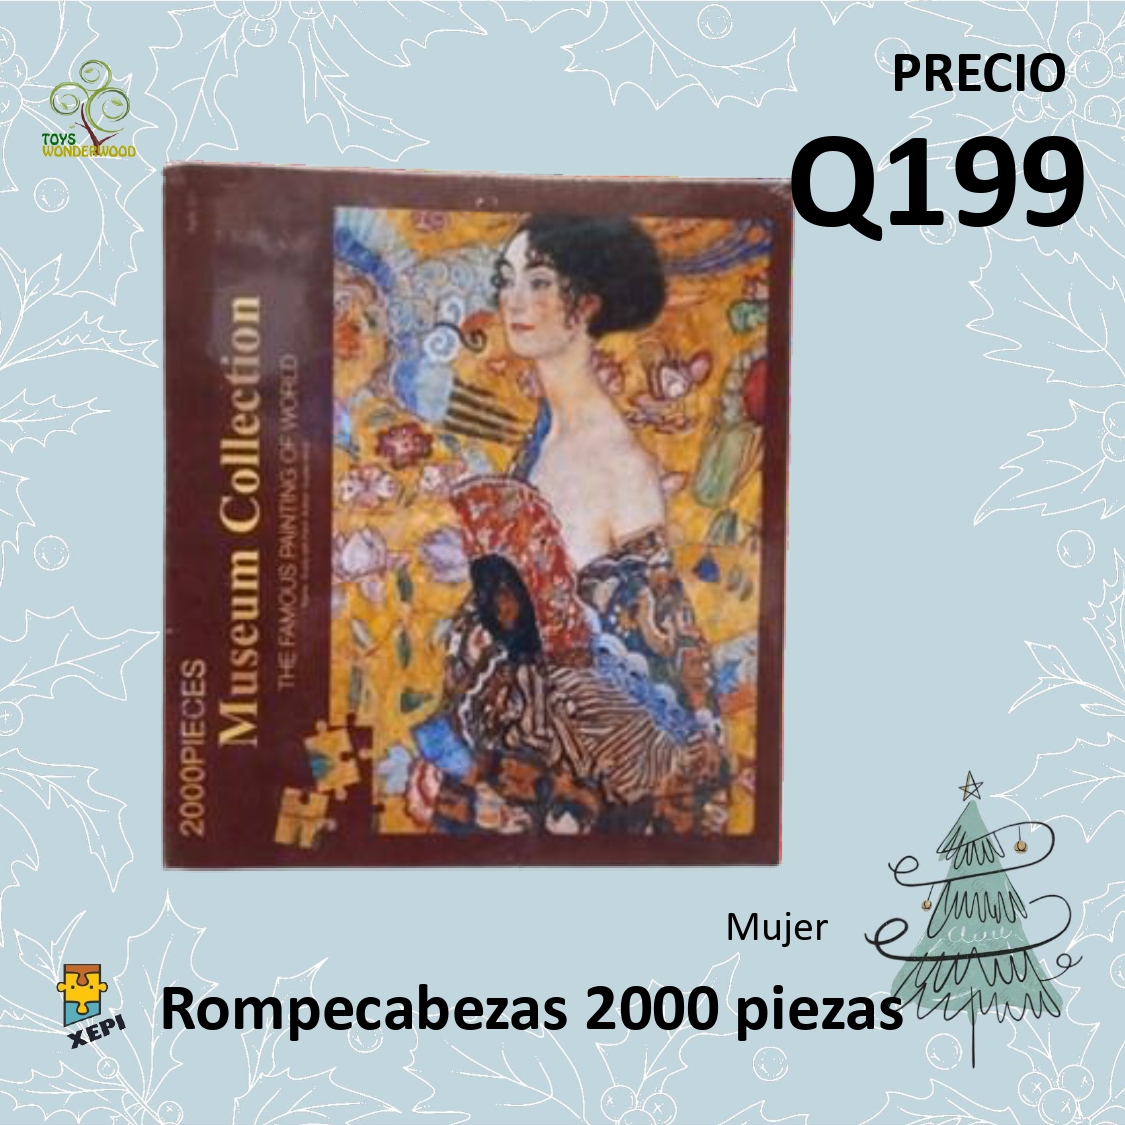 PRECIO
Q199
TOYS
WONDERWOOD
2000PIECES
Museum Collection
THE FAMOUS PAINTING OF WORLD
Mujer
Rompecabezas 2000 piezas
XEPI